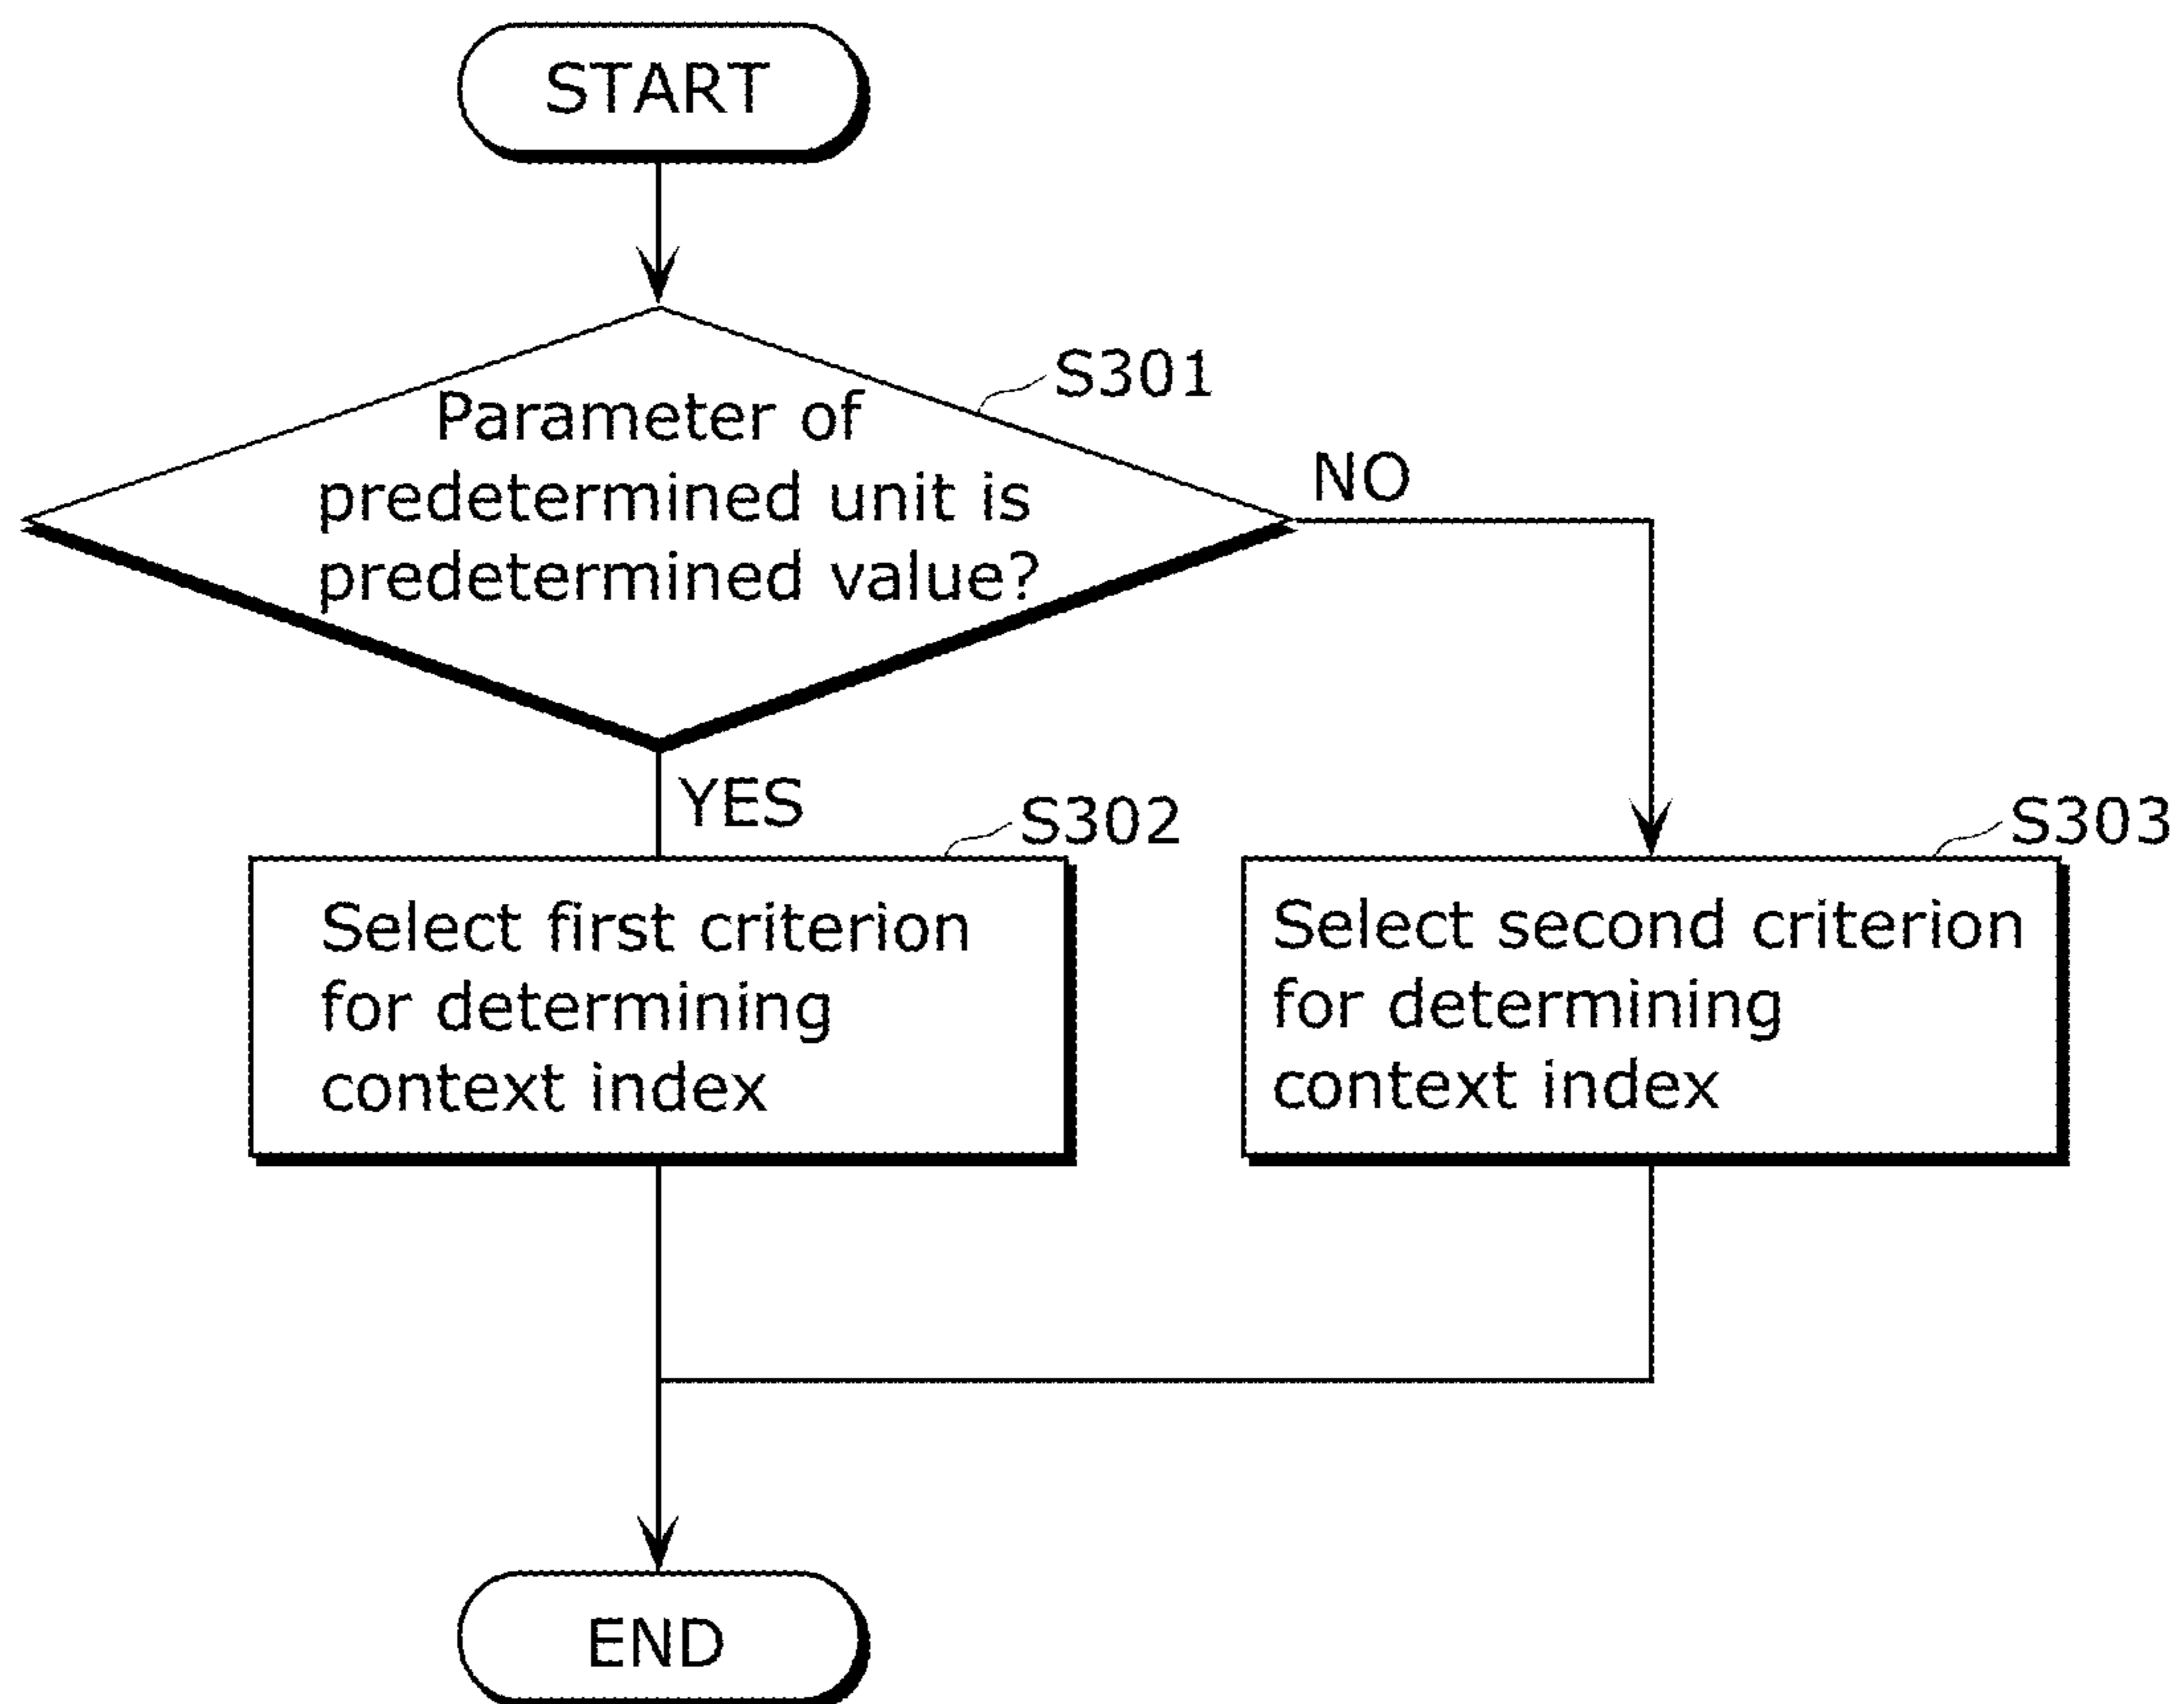 START
S301
Parameter of
predetermined unit is
predetermined value?
NO
YES
S302
Select first criterion
for determining
context index
S303
Select second criterion
for determining
context index
END